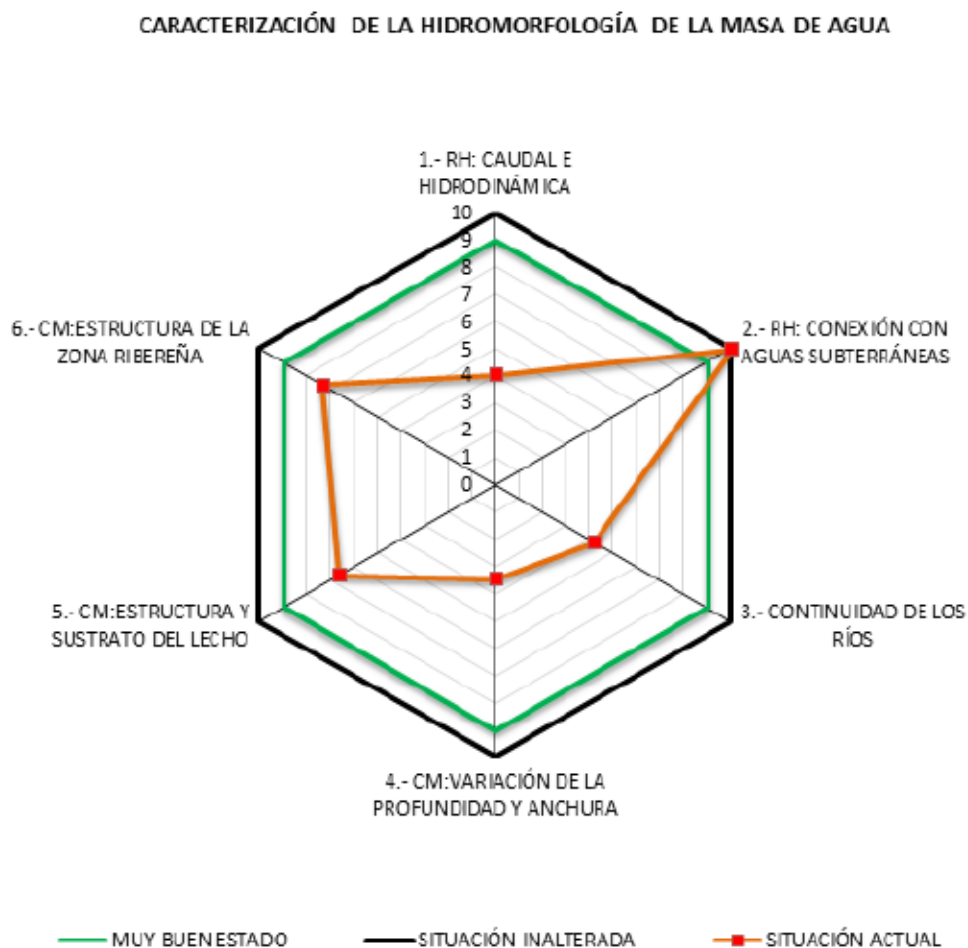 CARACTERIZACIÓN DE LA HIDROMORFOLOGÍA DE LA MASA DE AGUA
1.- RH: CAUDAL E
HIDRODINÁMICA
10
9
8
7
6
5
4
3
2
1
0
2.- RH: CONEXIÓN CON
AGUAS SUBTERRÁNEAS
3.- CONTINUIDAD DE LOS
RÍOS
4.- CM:VARIACIÓN DE LA
PROFUNDIDAD Y ANCHURA
5.- CM:ESTRUCTURA Y
SUSTRATO DEL LECHO
6.- CM:ESTRUCTURA DE LA
ZONA RIBEREÑA
MUY BUEN ESTADO
SITUACIÓN INALTERADA
SITUACIÓN ACTUAL